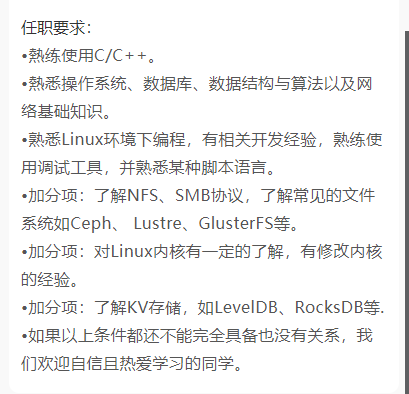 任职要求：
•熟练使用C/C++。
•熟悉操作系统、数据库、数据结构与算法以及网
络基础知识。
•熟悉Linux环境下编程，有相关开发经验，熟练使
用调试工具，并熟悉某种脚本语言。
•加分项：了解NFS、SMB协议，了解常见的文件
系统如Ceph、 Lustre、GlusterFS等。
•加分项：对Linux内核有一定的了解，有修改内核
的经验。
•加分项：了解KV存储，如LevelDB、RocksDB等.
•如果以上条件都还不能完全具备也没有关系，我
们欢迎自信且热爱学习的同学。